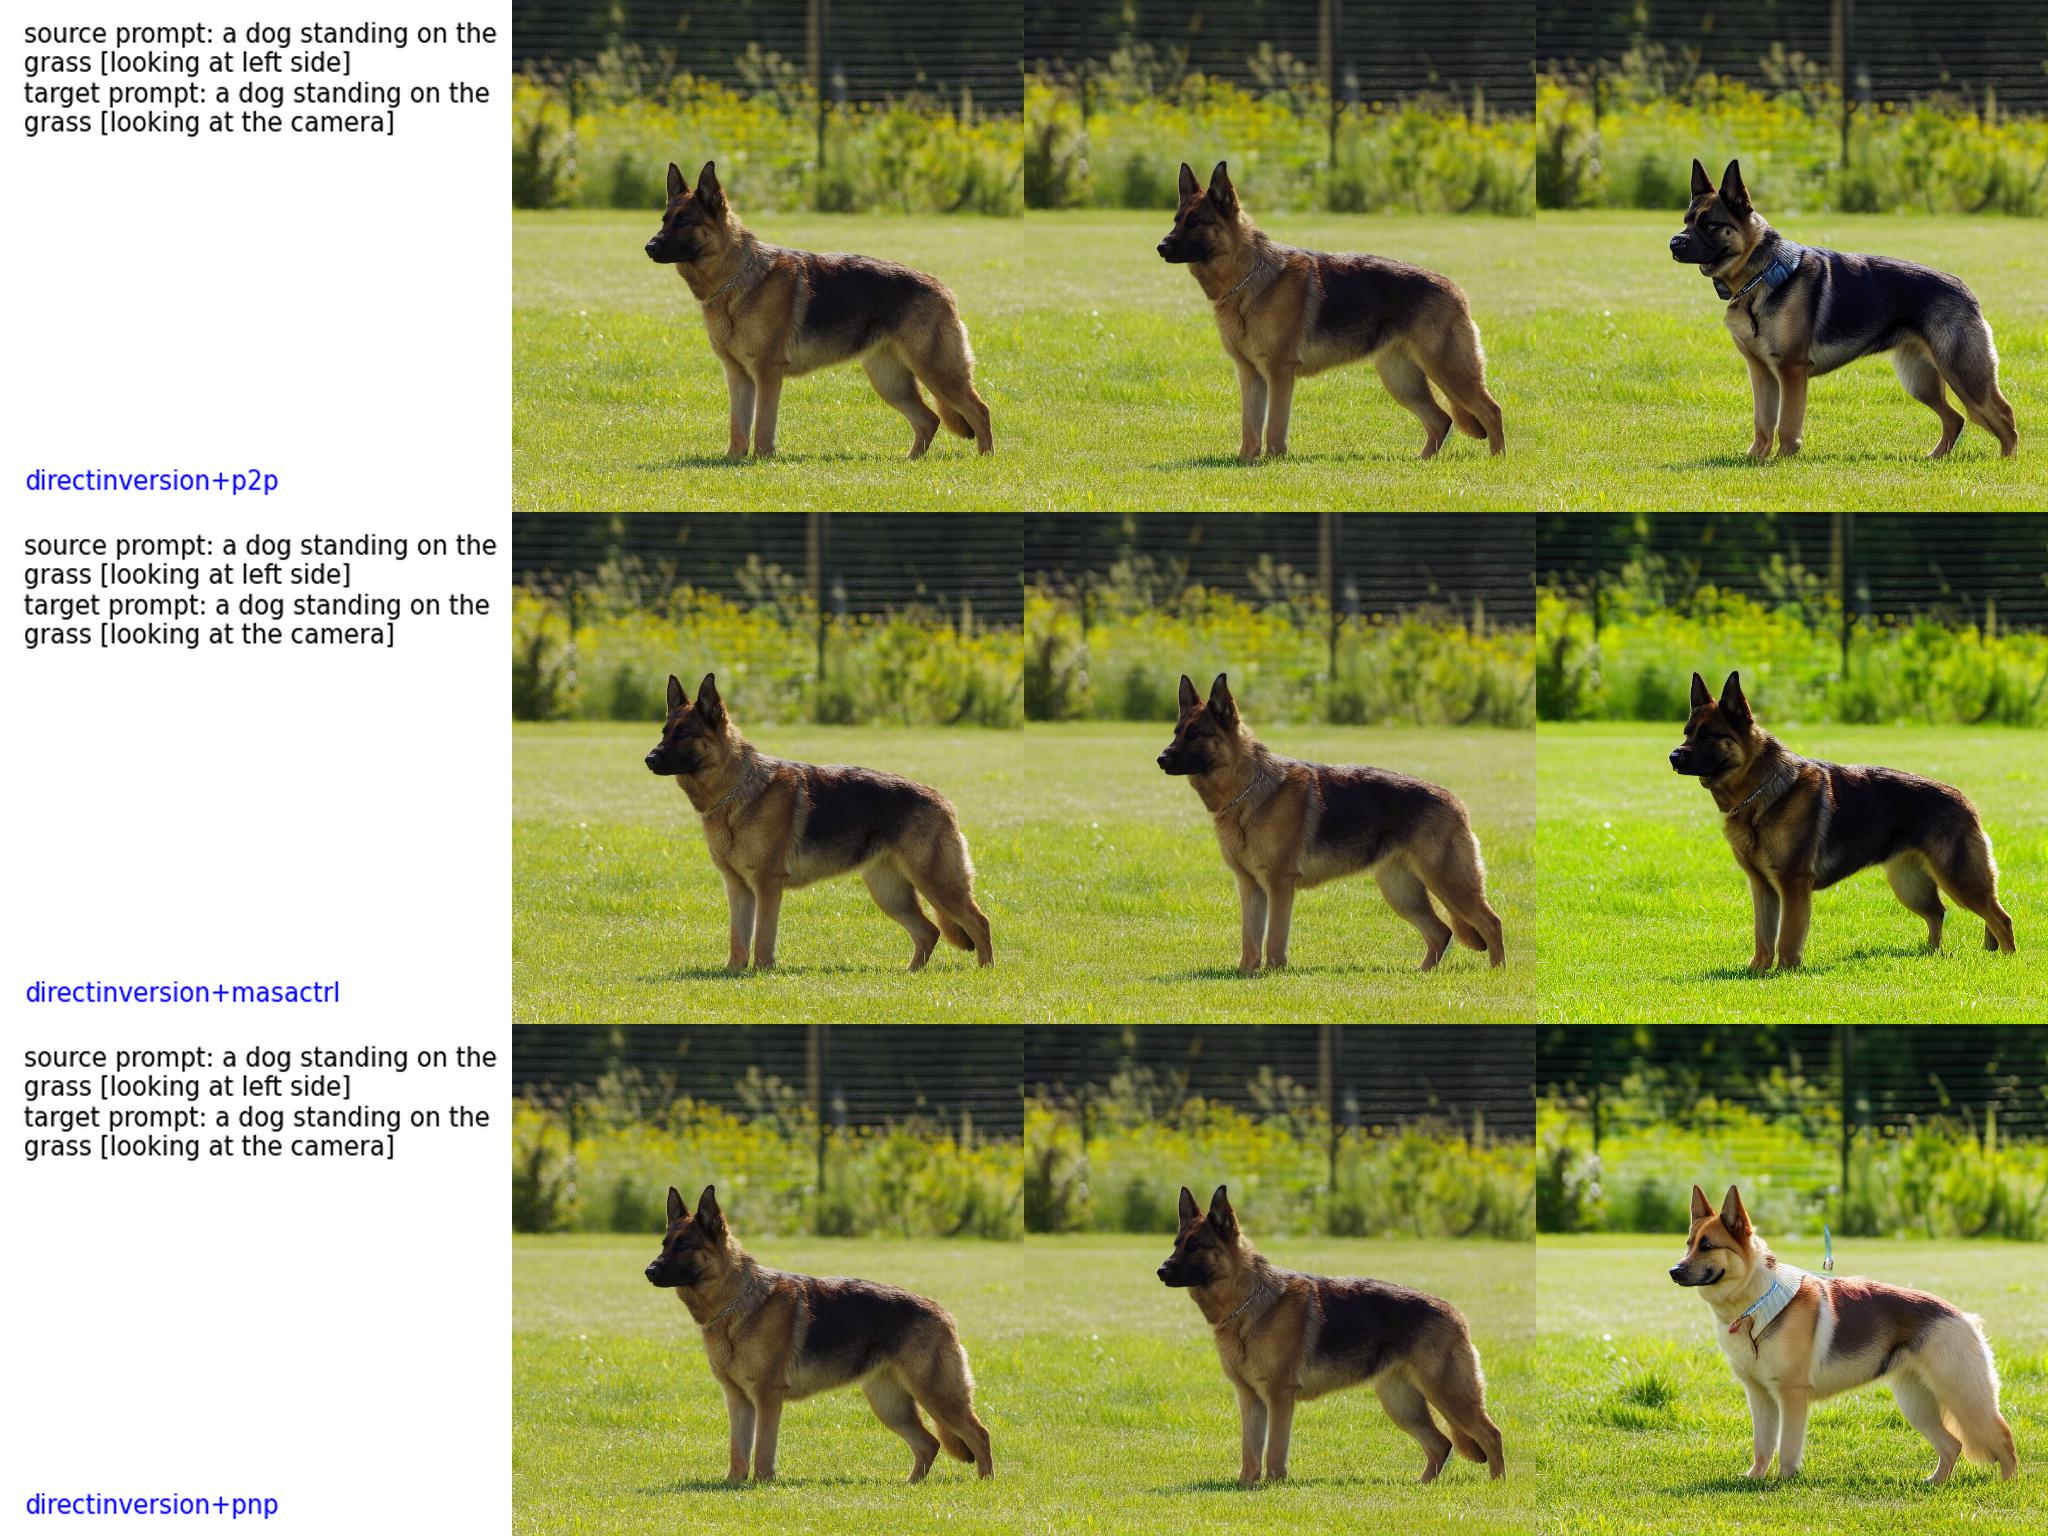 source prompt: a dog standing on the
grass [looking at left side]
target prompt: a dog standing on the
grass [looking at the camera]
directinversion+p2p
source prompt: a dog standing on the
grass [looking at left side]
target prompt: a dog standing on the
grass [looking at the camera]
directinversion+masactrl
source prompt: a dog standing on the
grass [looking at left side]
target prompt: a dog standing on the
grass [looking at the camera]
directinversion+pnp